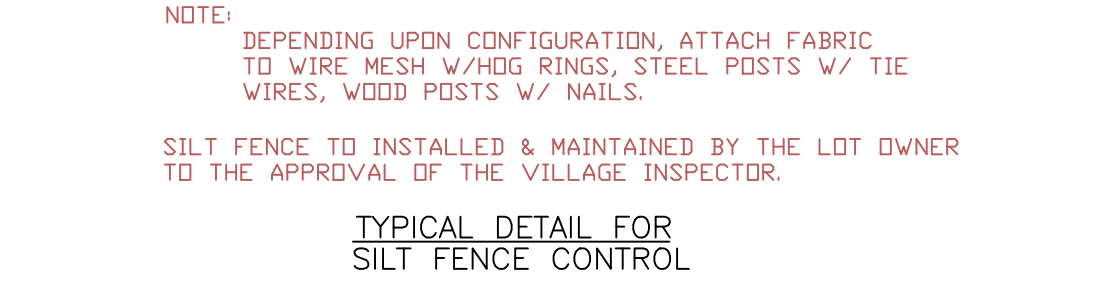 NOTE:
DEPENDING UPON CONFIGURATION, ATTACH FABRIC
TO WIRE MESH W/HOG RINGS, STEEL POSTS W/ TIE
WIRES, WOOD POSTS W/ NAILS.
SILT FENCE TO INSTALLED & MAINTAINED BY THE LOT OWNER
TO THE APPROVAL OF THE VILLAGE INSPECTOR.
TYPICAL DETAIL FOR
SILT FENCE CONTROL